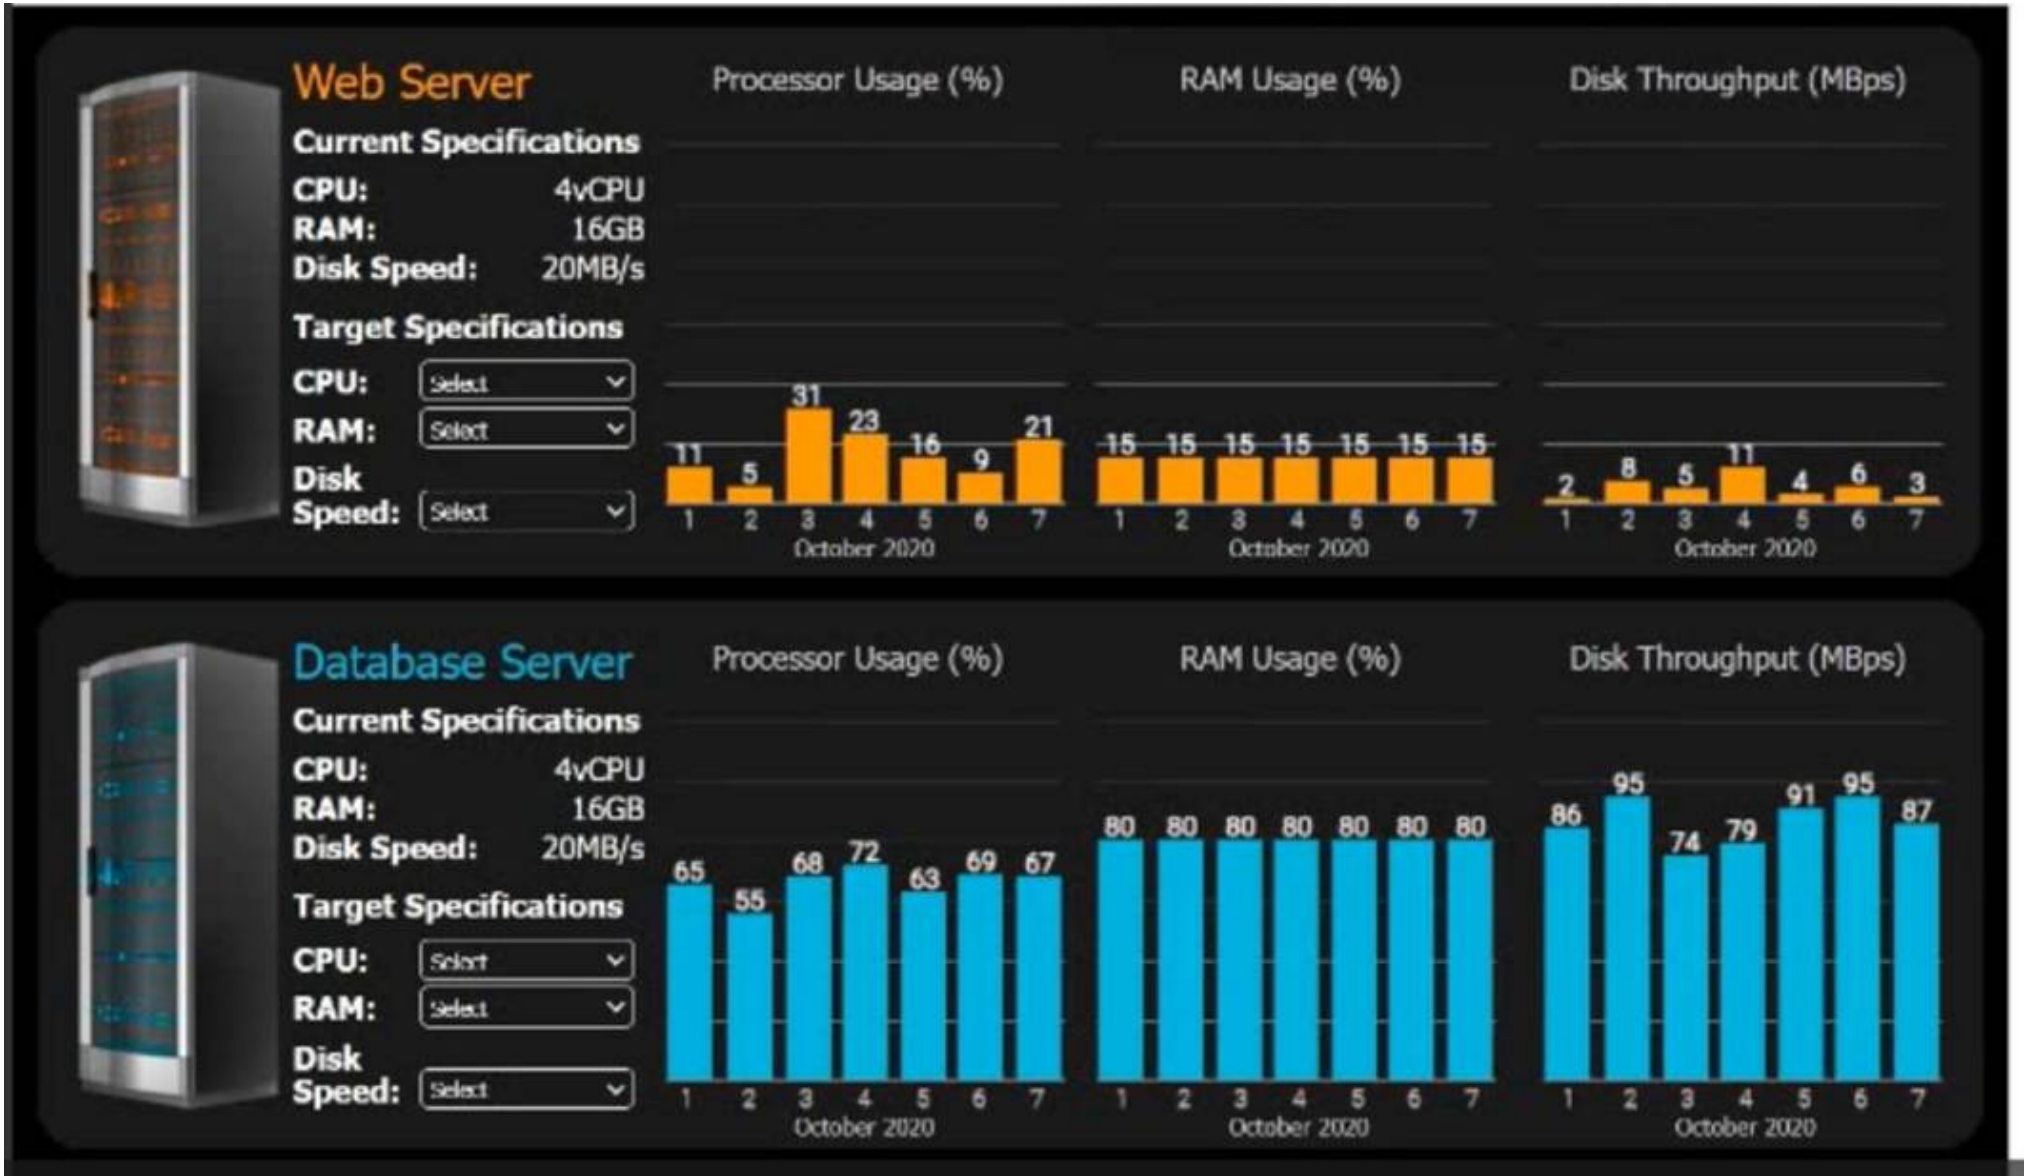 Web Server
Current Specifications
CPU: 4vCPU
RAM: 16GB
Disk Speed: 20MB/s
Target Specifications
CPU: Select
RAM: Select
Disk
Speed: Select
Processor Usage (%)
11 5 31 23 16 9 21
1 2 3 4 5 6 7
October 2020
RAM Usage (%)
15 15 15 15 15 15 15
1 2 3 4 5 6 7
October 2020
Disk Throughput (MBps)
2 8 5 11 4 6 3
1 2 3 4 5 6 7
October 2020
Database Server
Current Specifications
CPU: 4vCPU
RAM: 16GB
Disk Speed: 20MB/s
Target Specifications
CPU: Select
RAM: Select
Disk
Speed: Select
Processor Usage (%)
65 55 68 72 63 69 67
1 2 3 4 5 6 7
October 2020
RAM Usage (%)
80 80 80 80 80 80 80
1 2 3 4 5 6 7
October 2020
Disk Throughput (MBps)
86 95 74 79 91 95 87
1 2 3 4 5 6 7
October 2020